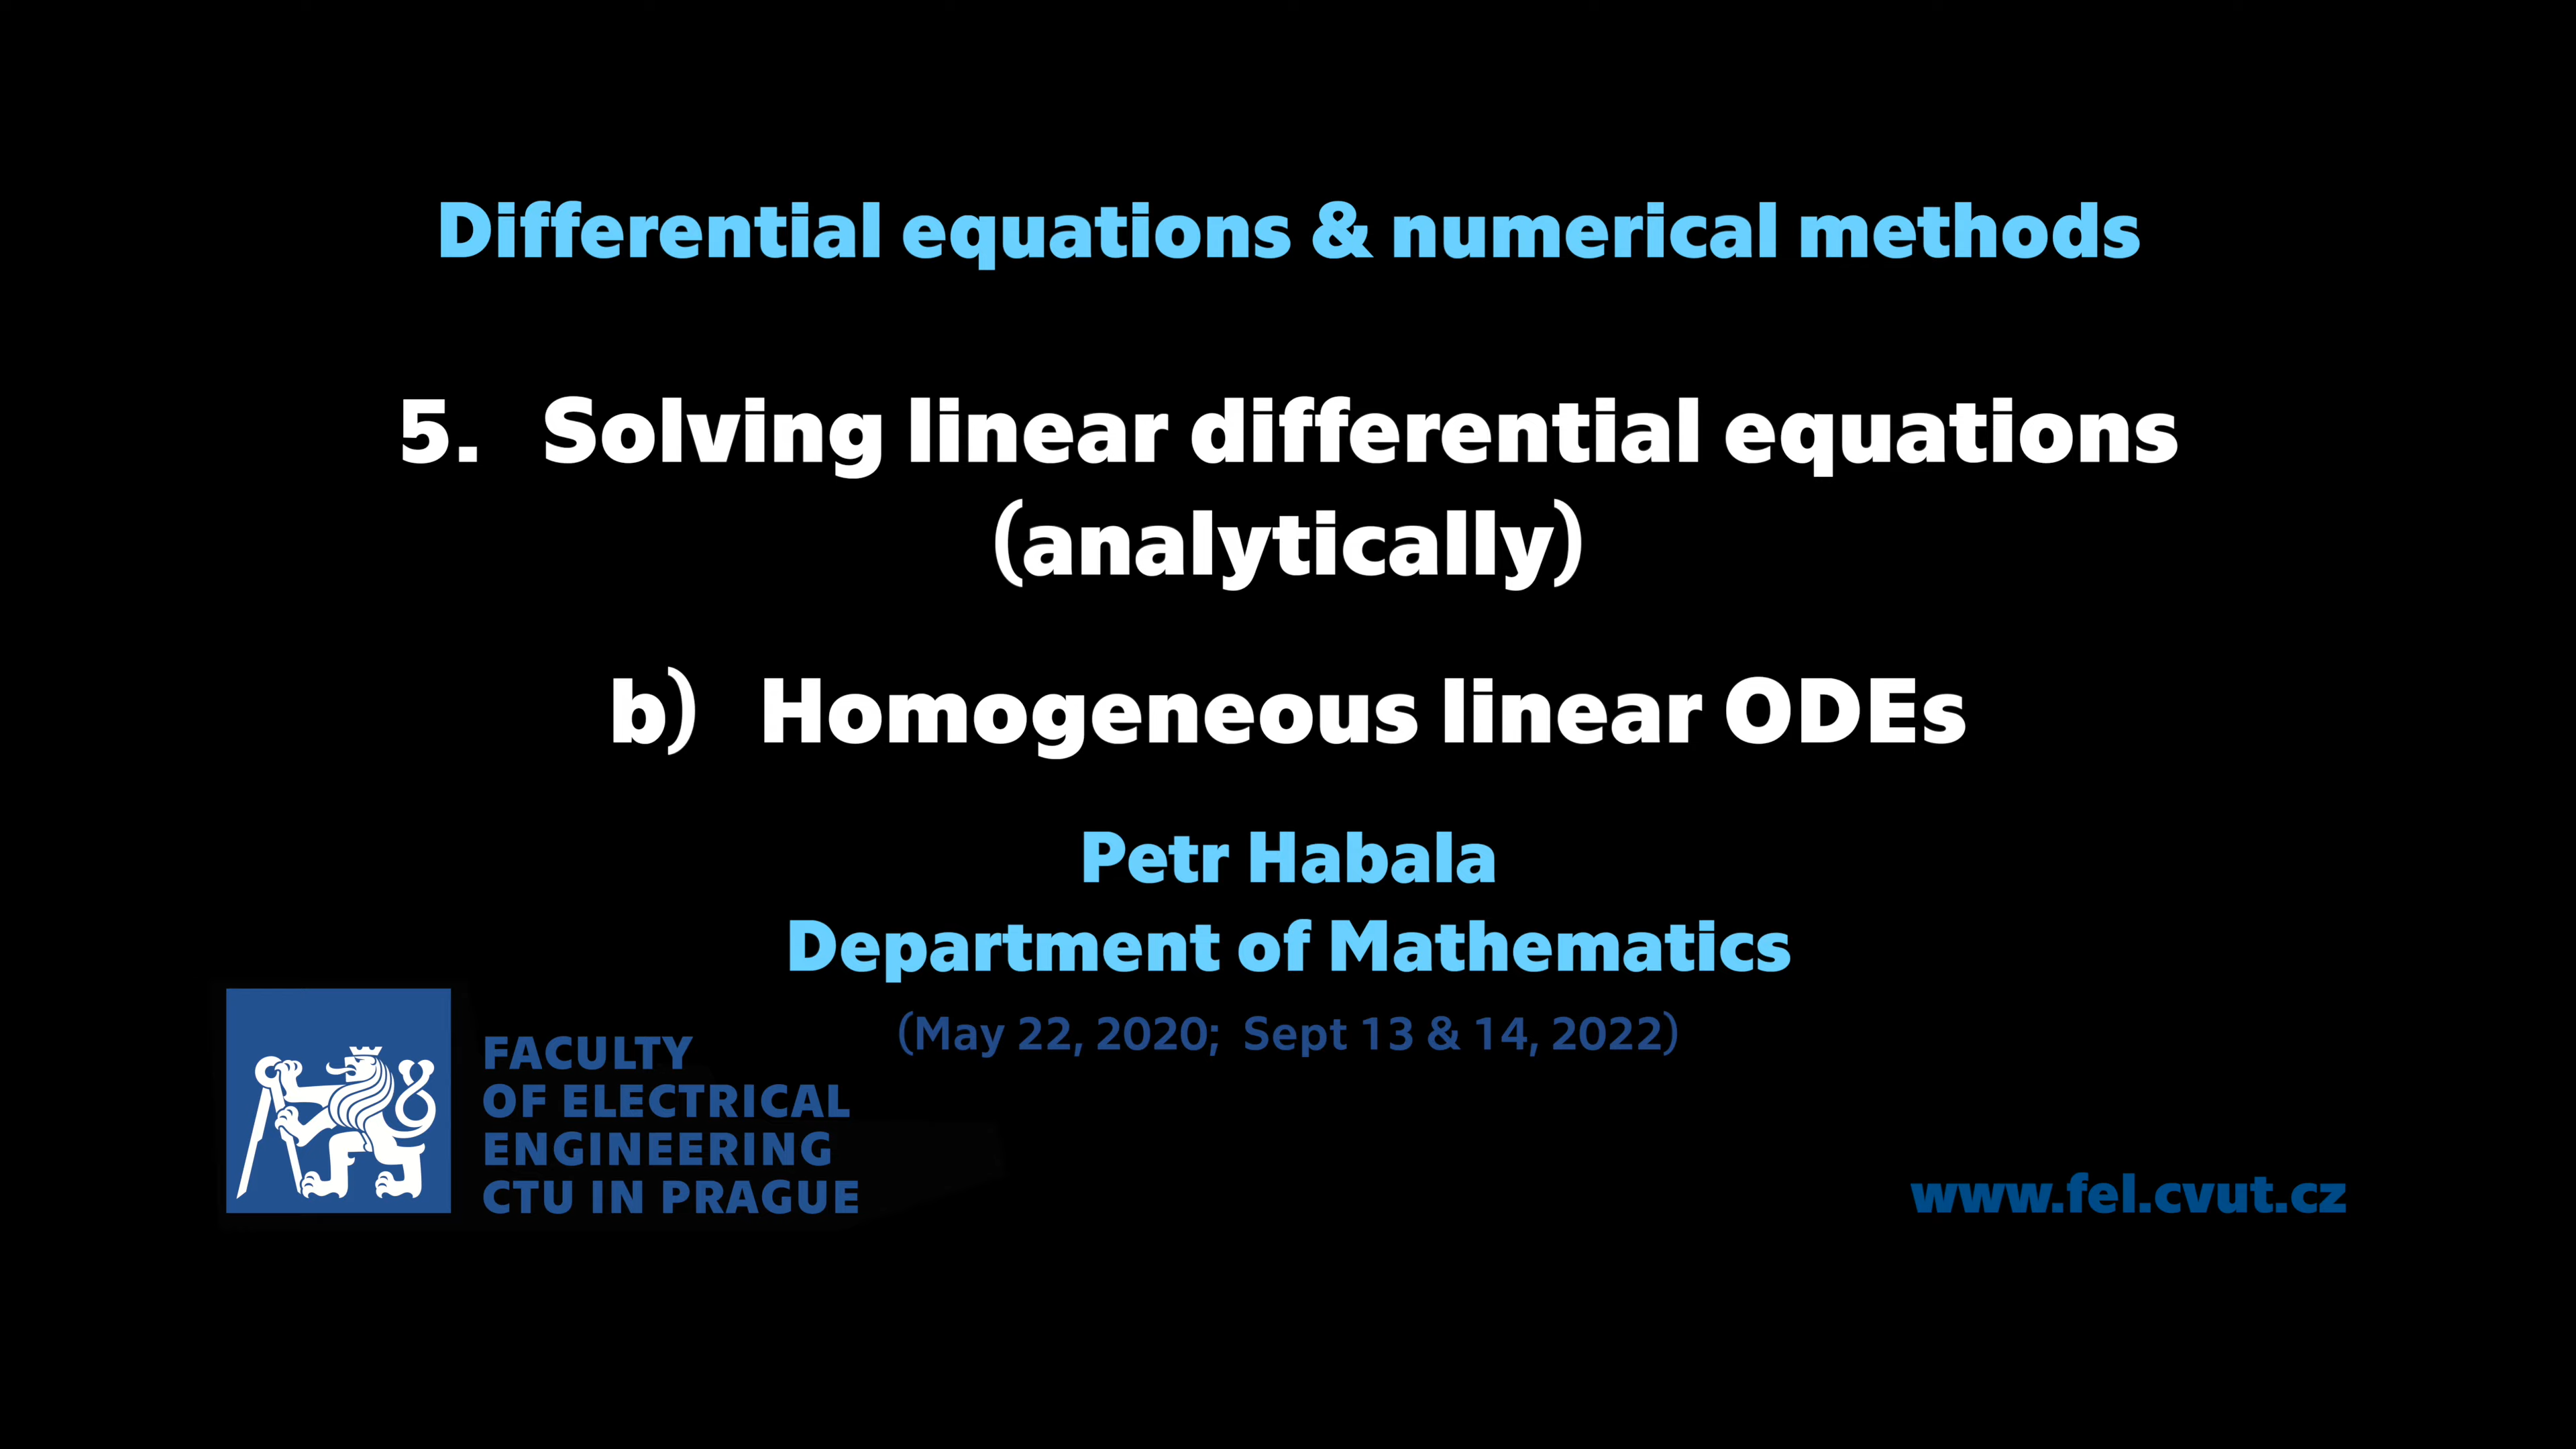 Differential equations & numerical methods
5. Solving linear differential equations
(analytically)
b) Homogeneous linear ODEs
Petr Habala
Department of Mathematics
(May 22, 2020; Sept 13 & 14, 2022)
FACULTY
OF ELECTRICAL
ENGINEERING
CTU IN PRAGUE
www.fel.cvut.cz